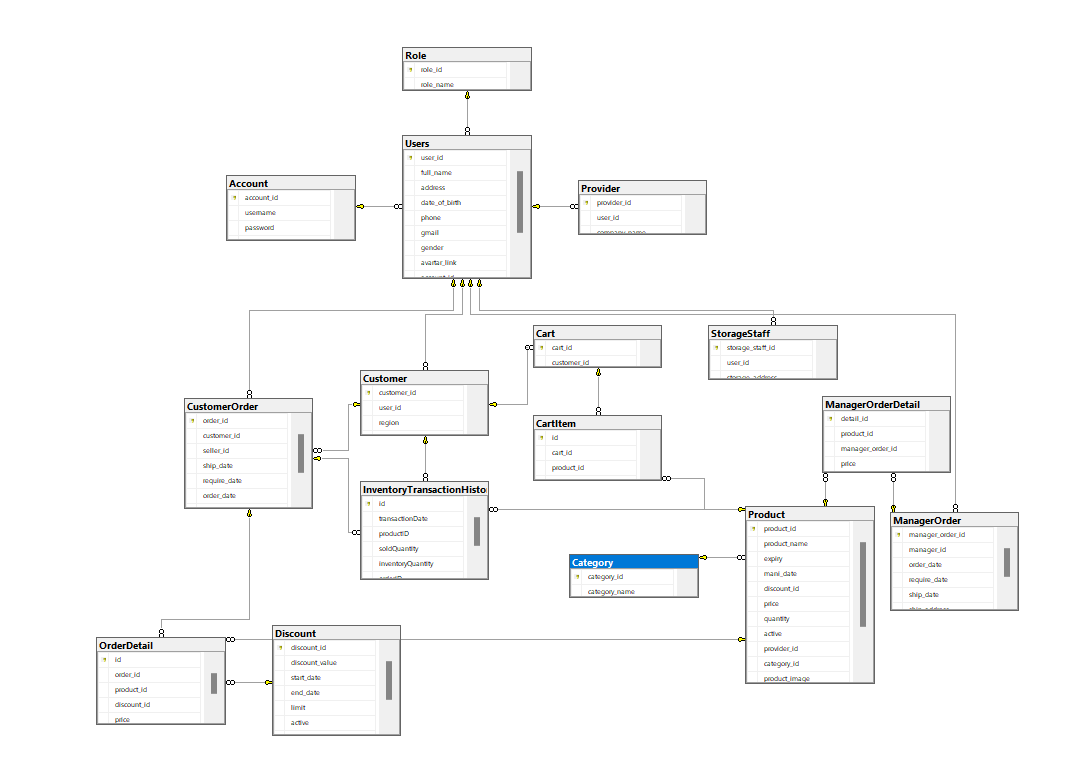 Role
role_id
role_name
Users
user_id
full_name
address
date_of_birth
phone
gmail
gender
avartar_link
account_id
Account
account_id
username
password
Provider
provider_id
user_id
company_name
Cart
cart_id
customer_id
StorageStaff
storage_staff_id
user_id
storage_address
Customer
customer_id
user_id
region
CustomerOrder
order_id
customer_id
seller_id
ship_date
require_date
order_date
CartItem
id
cart_id
product_id
ManagerOrderDetail
detail_id
product_id
manager_order_id
price
InventoryTransactionHisto
id
transactionDate
productID
soldQuantity
inventoryQuantity
orderID
Product
product_id
product_name
expiry
mani_date
discount_id
price
quantity
active
provider_id
category_id
product_image
ManagerOrder
manager_order_id
manager_id
order_date
require_date
ship_date
ship_address
Category
category_id
category_name
OrderDetail
id
order_id
product_id
discount_id
price
Discount
discount_id
discount_value
start_date
end_date
limit
active